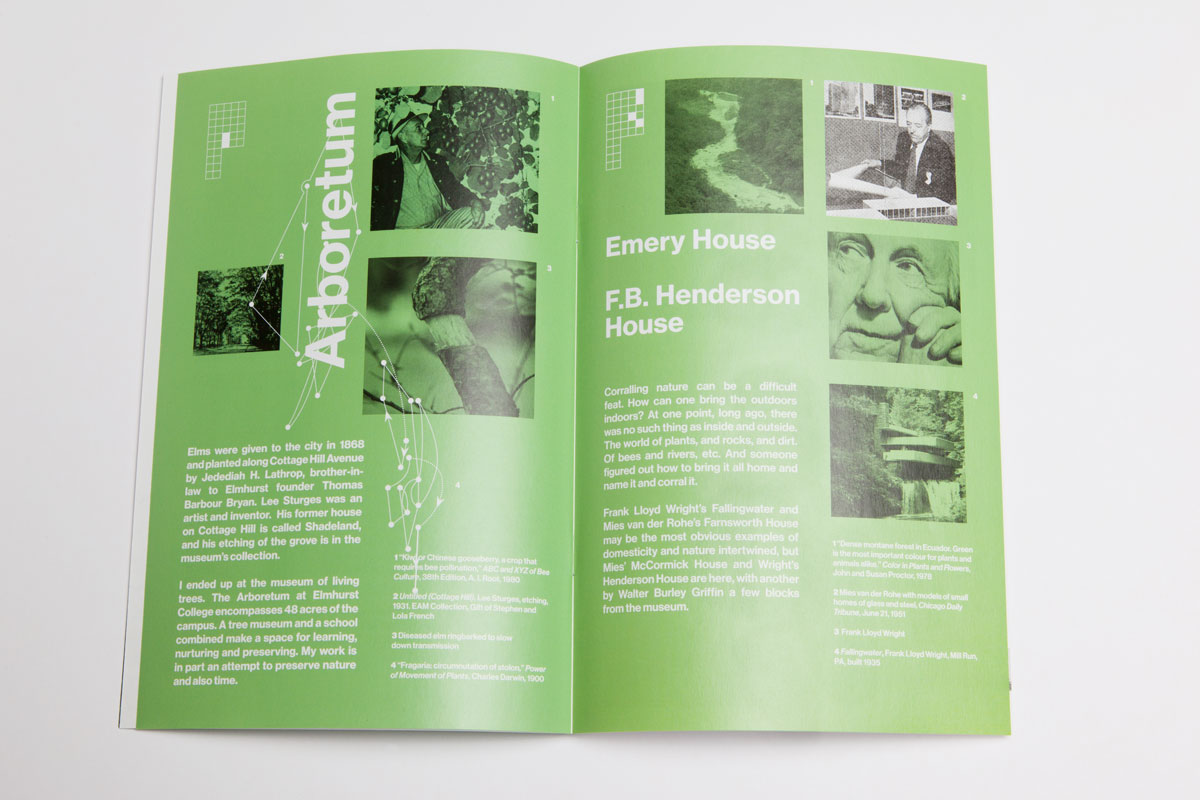 Arboretum
1
2
3
4
Elms were given to the city in 1868
and planted along Cottage Hill Avenue
by Jedediah H. Lathrop, brother-in-
law to Elmhurst founder Thomas
Barbour Bryan. Lee Sturges was an
artist and inventor. His former house
on Cottage Hill is called Shadeland,
and his etching of the grove is in the
museum's collection.
I ended up at the museum of living
trees. The Arboretum at Elmhurst
College encompasses 48 acres of the
campus. A tree museum and a school
combined make a space for learning,
nurturing and preserving. My work is
in part an attempt to preserve nature
and also time.
1 "Kiwi or Chinese gooseberry, a crop that
requires bee pollination," ABC and XYZ of Bee
Culture, 38th Edition, A. I. Root, 1980
2 Untitled (Cottage Hill), Lee Sturges, etching,
1931. EAM Collection, Gift of Stephen and
Lola French
3 Diseased elm ringbarked to slow
down transmission
4 "Fragaria: circumnutation of stolon," Power
of Movement of Plants, Charles Darwin, 1900
1
2
3
4
Emery House
F.B. Henderson
House
Corralling nature can be a difficult
feat. How can one bring the outdoors
indoors? At one point, long ago, there
was no such thing as inside and outside.
The world of plants, and rocks, and dirt.
Of bees and rivers, etc. And someone
figured out how to bring it all home and
name it and corral it.
Frank Lloyd Wright's Fallingwater and
Mies van der Rohe's Farnsworth House
may be the most obvious examples of
domesticity and nature intertwined, but
Mies' McCormick House and Wright's
Henderson House are here, with another
by Walter Burley Griffin a few blocks
from the museum.
1 "Dense montane forest in Ecuador. Green
is the most important colour for plants and
animals alike." Color in Plants and Flowers,
John and Susan Proctor, 1978
2 Mies van der Rohe with models of small
homes of glass and steel, Chicago Daily
Tribune, June 21, 1951
3 Frank Lloyd Wright
4 Fallingwater, Frank Lloyd Wright, Mill Run,
PA, built 1935